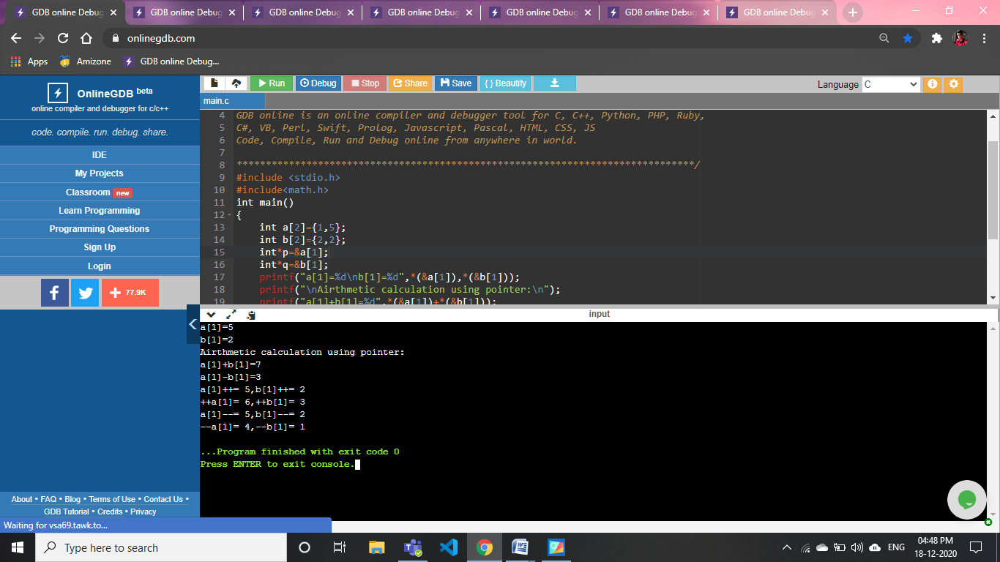 GDB online Debug
GDB online Debug
GDB online Debug
GDB online Debug
GDB online Debug
GDB online Debug
GDB online Debug
onlinegdb.com
Apps
Amizone
GDB online Debug...
OnlineGDB beta
online compiler and debugger for c/c++
code. compile. run. debug. share.
IDE
My Projects
Classroom new
Learn Programming
Programming Questions
Sign Up
Login
f
+ 77.9K
About • FAQ • Blog • Terms of Use • Contact Us •
GDB Tutorial • Credits • Privacy
Waiting for vsa69.tawk.to...
Run Debug Stop Share Save { } Beautify
Language C
main.c
4 GDB online is an online compiler and debugger tool for C, C++, Python, PHP, Ruby,
5 C#, VB, Perl, Swift, Prolog, Javascript, Pascal, HTML, CSS, JS
6 Code, Compile, Run and Debug online from anywhere in world.
7
8 *******************************************************************************/
9 #include <stdio.h>
10 #include<math.h>
11 int main()
12 {
13 int a[2]={1,5};
14 int b[2]={2,2};
15 int*p=&a[1];
16 int*q=&b[1];
17 printf("a[1]=%d\nb[1]=%d",*(&a[1]),*(&b[1]));
18 printf("\nAirthmetic calculation using pointer:\n");
19 printf("a[1]+b[1]=%d",*(&a[1])+*(&b[1]));
input
a[1]=5
b[1]=2
Airthmetic calculation using pointer:
a[1]+b[1]=7
a[1]-b[1]=3
a[1]++= 5,b[1]++= 2
++a[1]= 6,++b[1]= 3
a[1]--= 5,b[1]--= 2
--a[1]= 4,--b[1]= 1
...Program finished with exit code 0
Press ENTER to exit console.
Type here to search
ENG
04:48 PM
18-12-2020